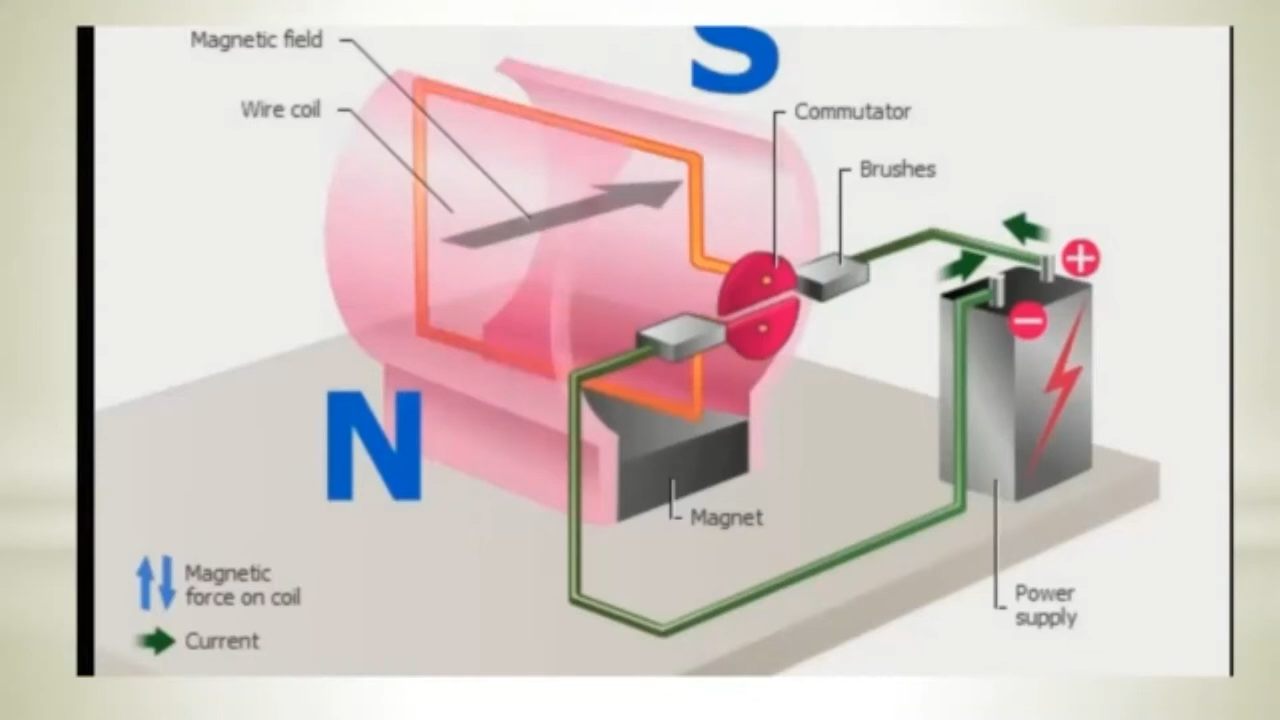 Magnetic field
S
Wire coil
Commutator
Brushes
+
−
N
Magnet
Magnetic
force on coil
Current
Power
supply